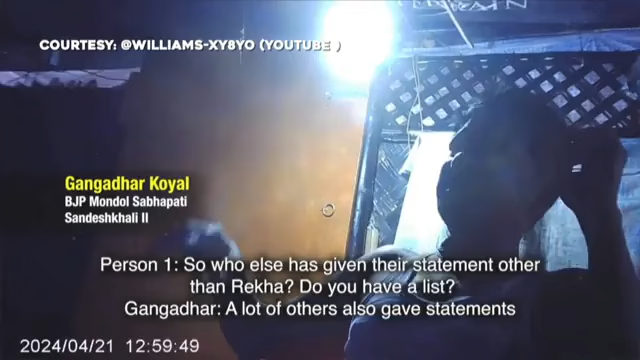 COURTESY: @WILLIAMS-XY8YO (YOUTUBE )
Gangadhar Koyal
BJP Mondol Sabhapati
Sandeshkhali II
Person 1: So who else has given their statement other
than Rekha? Do you have a list?
Gangadhar: A lot of others also gave statements
2024/04/21 12:59:49